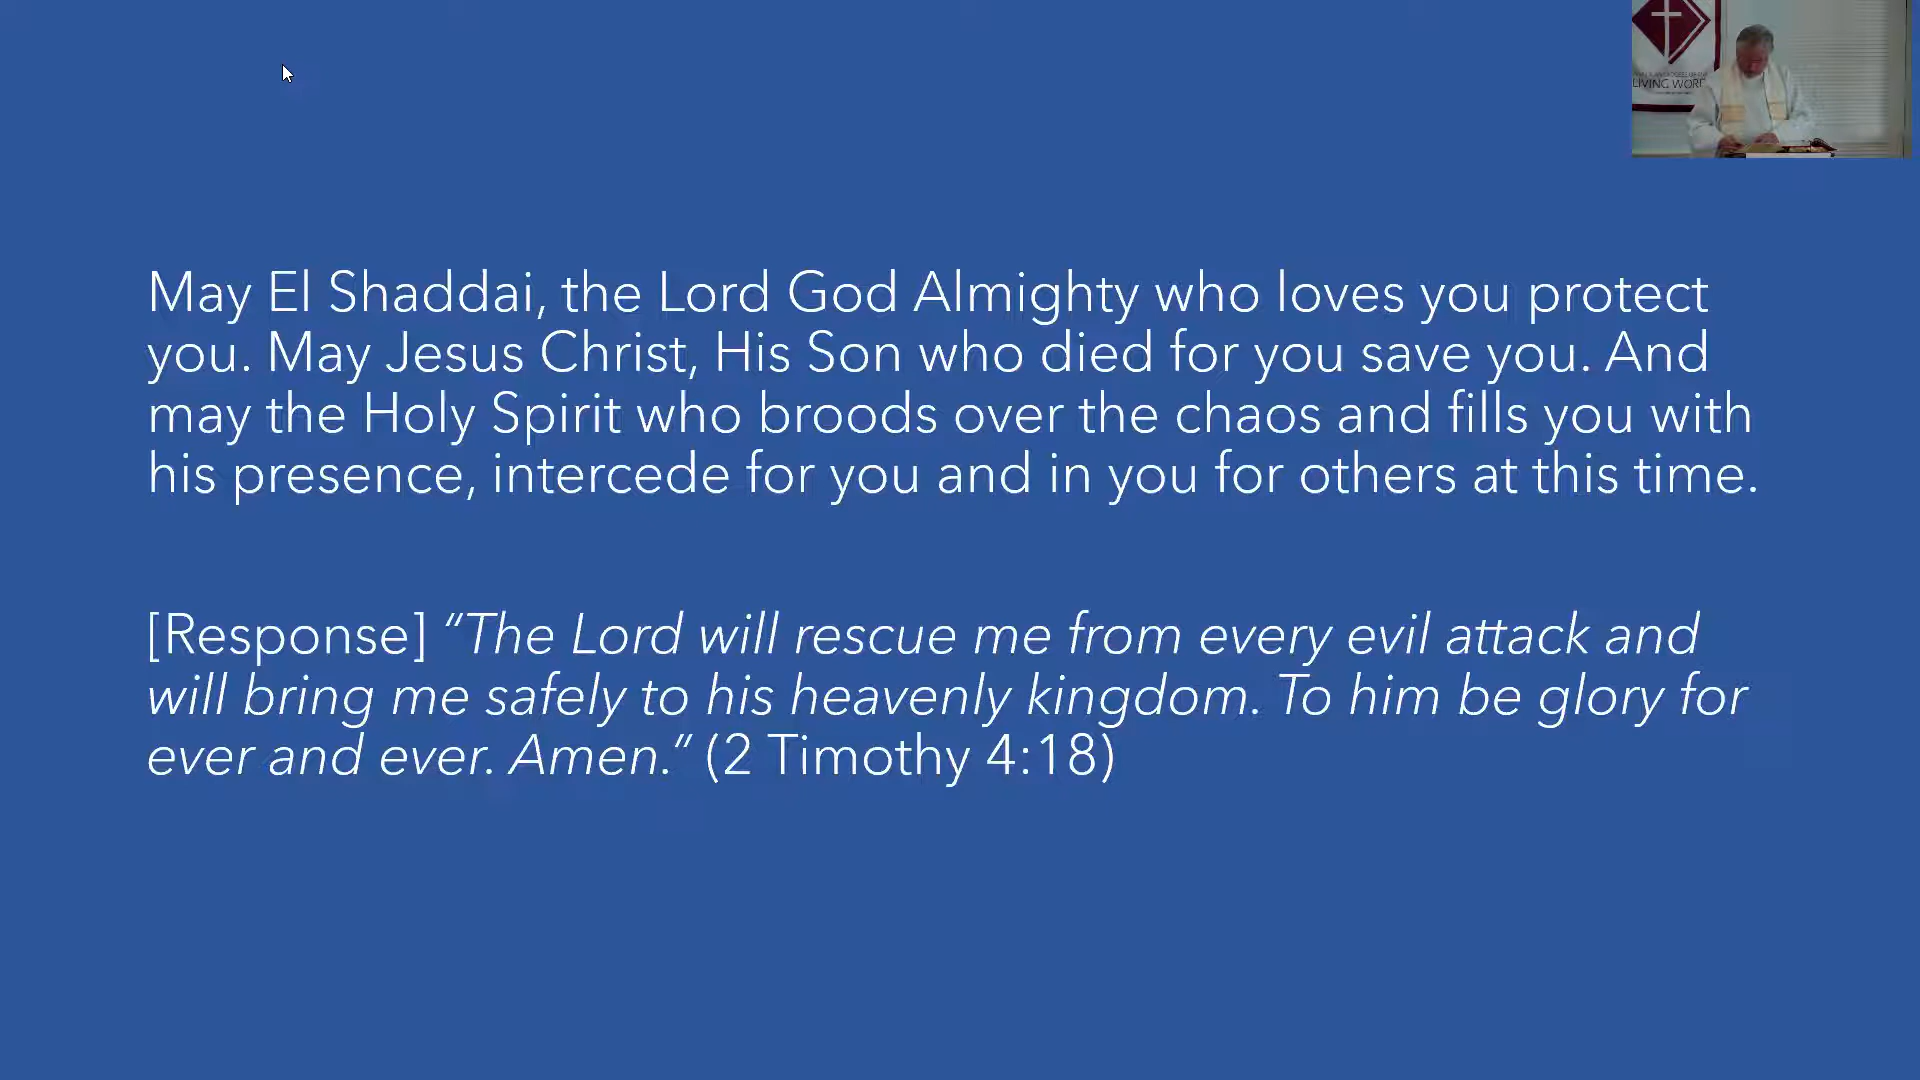 LIVING WORD
May El Shaddai, the Lord God Almighty who loves you protect
you. May Jesus Christ, His Son who died for you save you. And
may the Holy Spirit who broods over the chaos and fills you with
his presence, intercede for you and in you for others at this time.
[Response] “The Lord will rescue me from every evil attack and
will bring me safely to his heavenly kingdom. To him be glory for
ever and ever. Amen.” (2 Timothy 4:18)